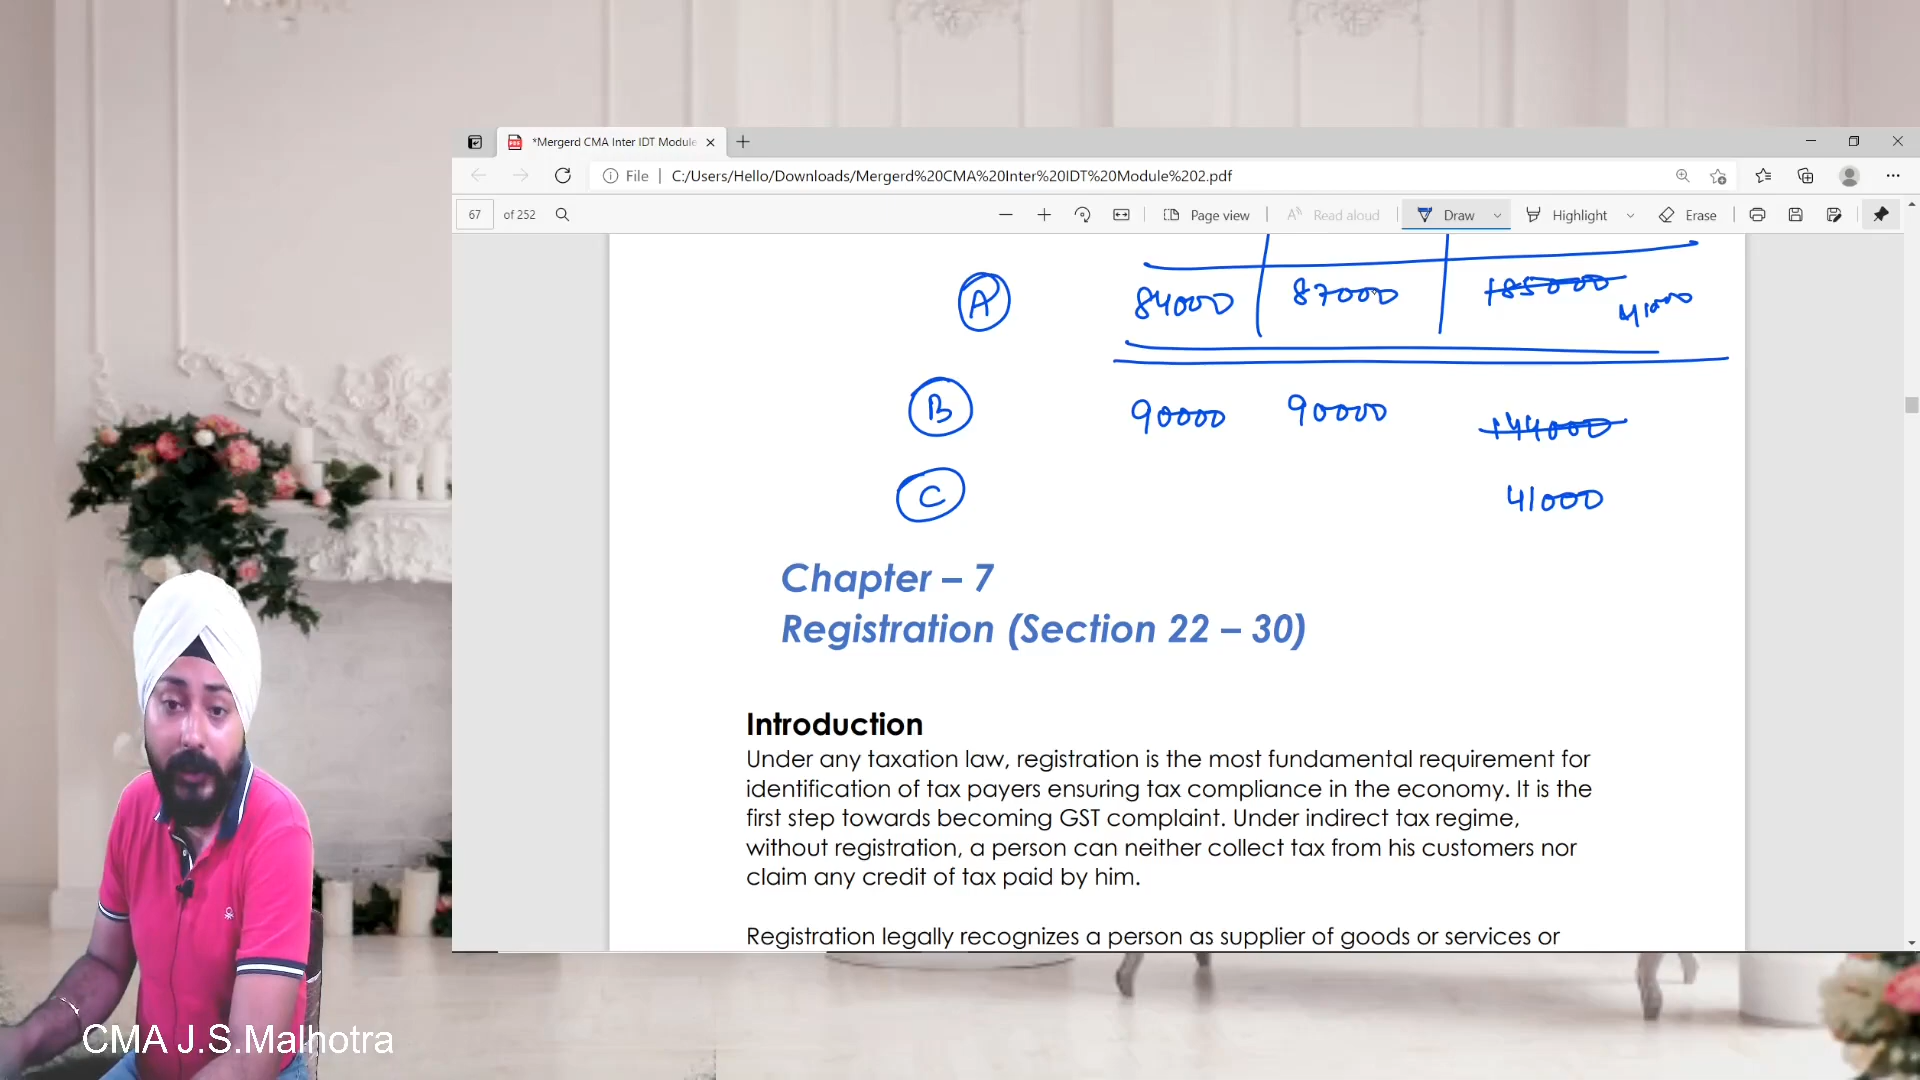 *Mergerd CMA Inter IDT Module
File | C:/Users/Hello/Downloads/Mergerd%20CMA%20Inter%20IDT%20Module%202.pdf
67 of 252 Page view Read aloud Draw Highlight Erase
A 84000 87000 185000 41000
B 90000 90000 144000
C 41000
Chapter – 7
Registration (Section 22 – 30)
Introduction
Under any taxation law, registration is the most fundamental requirement for
identification of tax payers ensuring tax compliance in the economy. It is the
first step towards becoming GST complaint. Under indirect tax regime,
without registration, a person can neither collect tax from his customers nor
claim any credit of tax paid by him.
Registration legally recognizes a person as supplier of goods or services or
CMA J.S.Malhotra